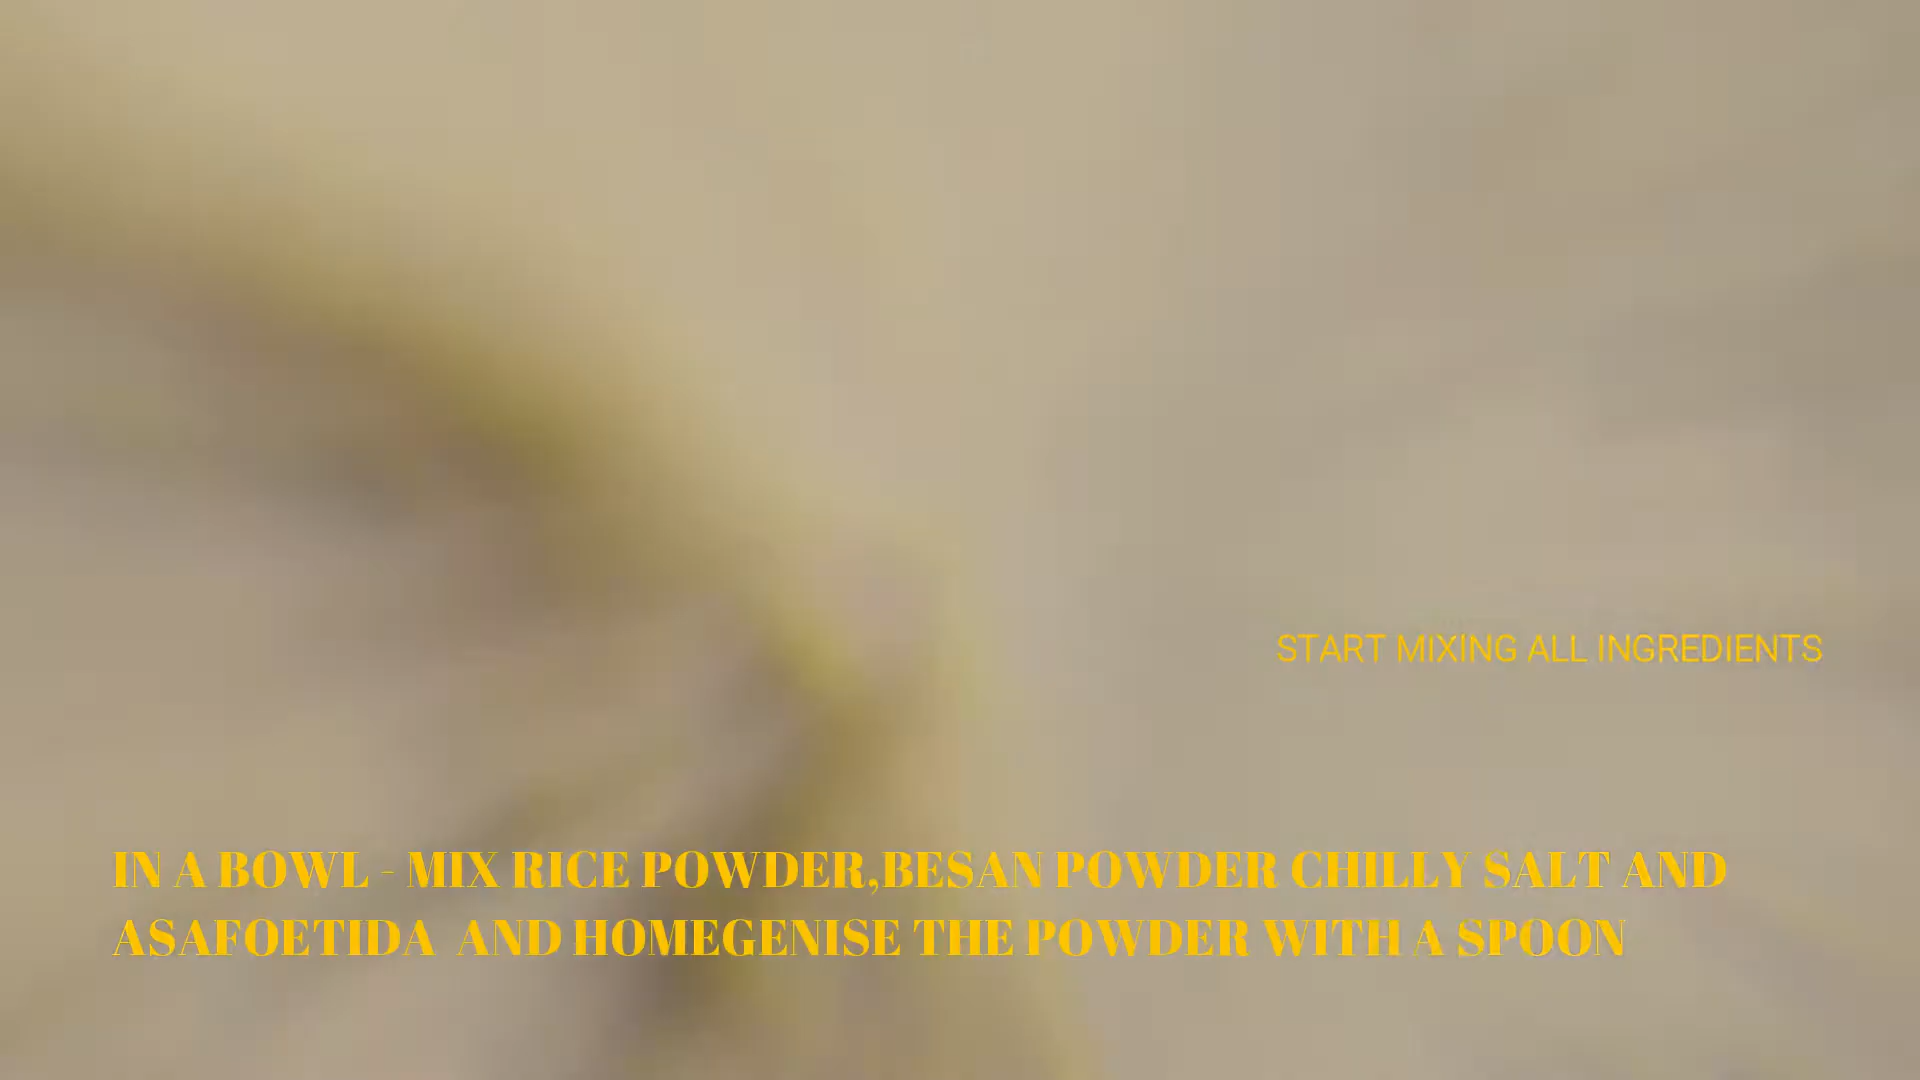 START MIXING ALL INGREDIENTS
IN A BOWL - MIX RICE POWDER,BESAN POWDER CHILLY SALT AND
ASAFOETIDA AND HOMEGENISE THE POWDER WITH A SPOON